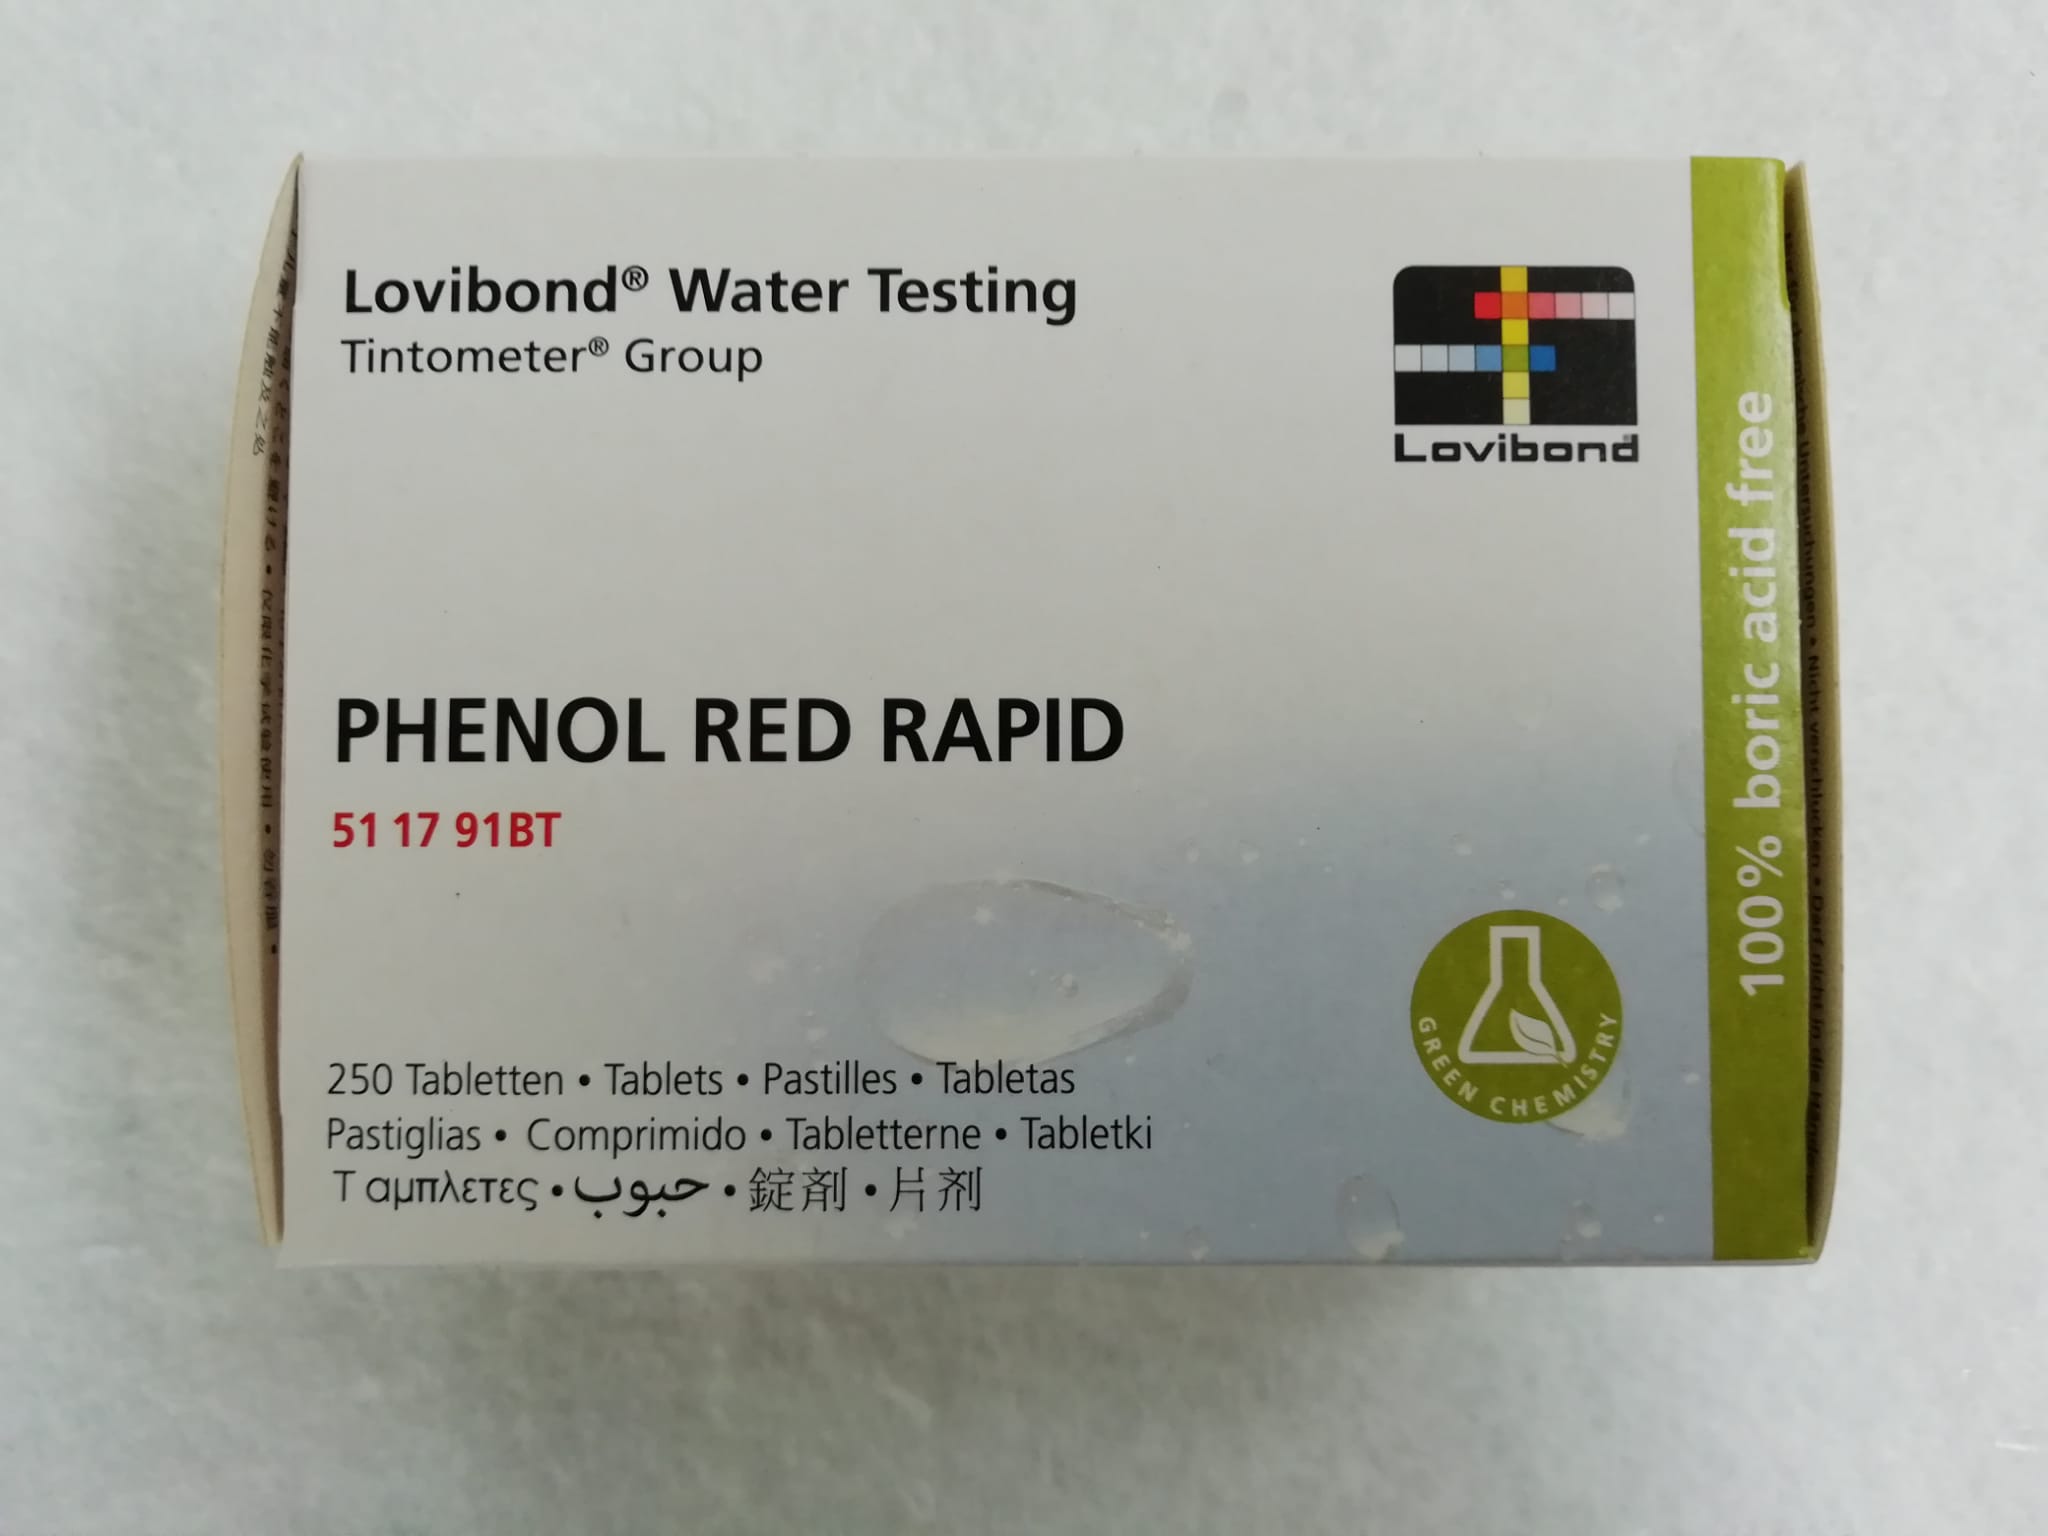 Lovibond® Water Testing
Tintometer® Group
Lovibond
PHENOL RED RAPID
51 17 91BT
250 Tabletten • Tablets • Pastilles • Tabletas
Pastiglias • Comprimido • Tabletterne • Tabletki
Ταμπλετες • حبوب • 錠剤 • 片剂
GREEN CHEMISTRY
100% boric acid free